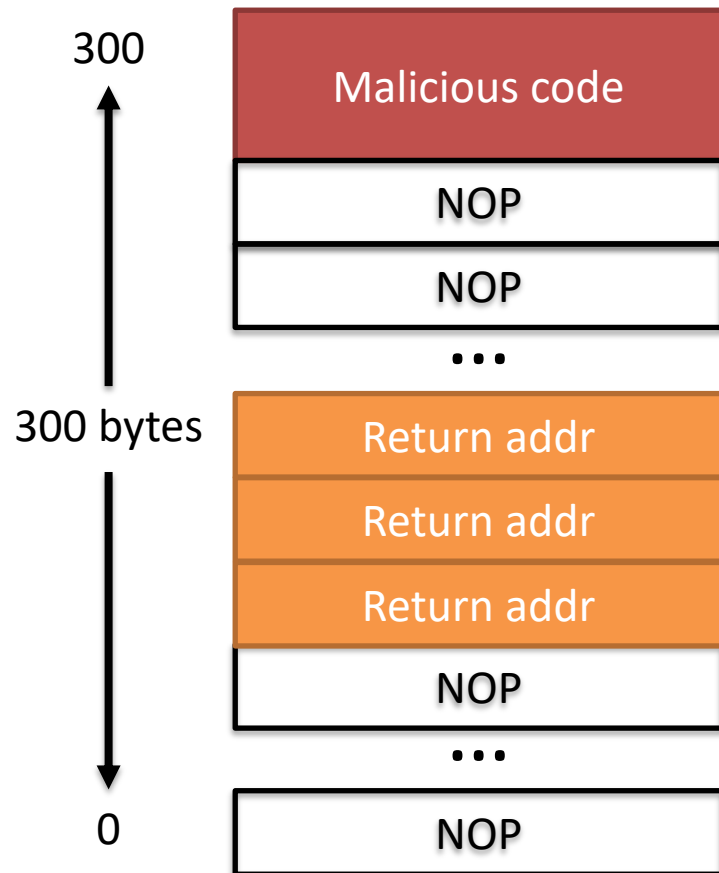 300
Malicious code
NOP
NOP
...
300 bytes
Return addr
Return addr
Return addr
NOP
...
0
NOP